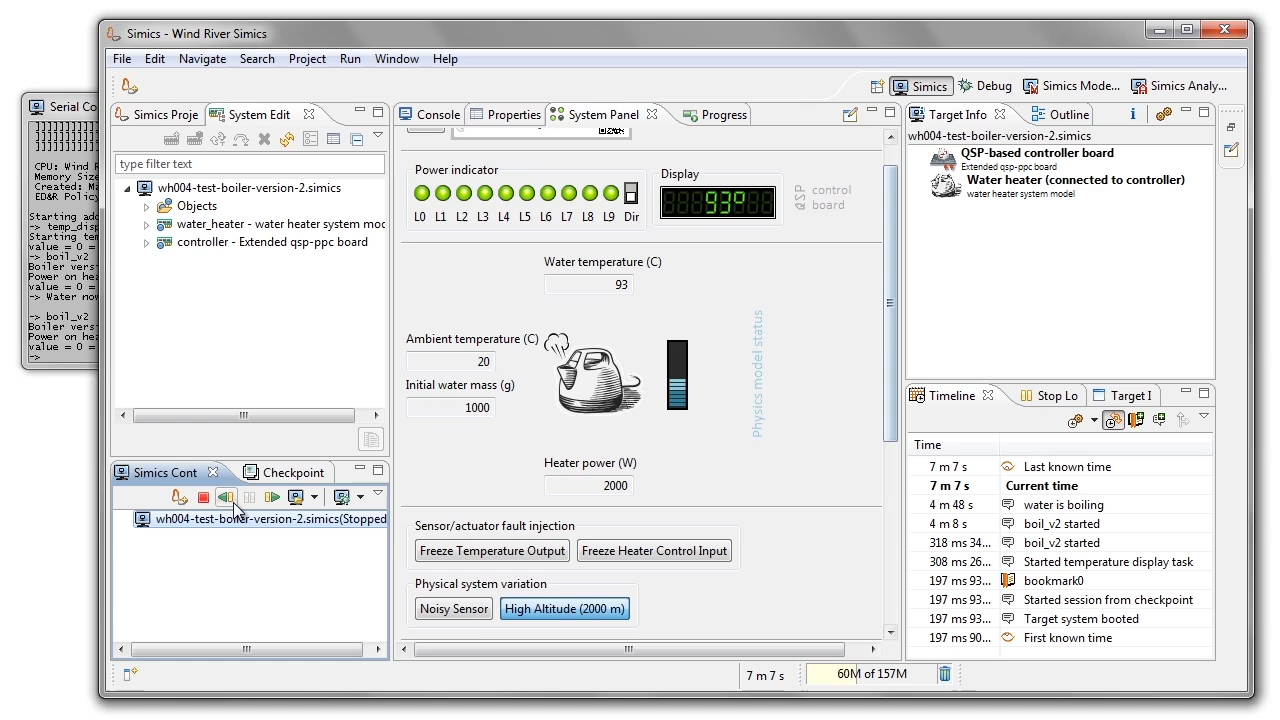 Simics - Wind River Simics
File Edit Navigate Search Project Run Window Help
Simics Debug Simics Mode... Simics Analy...
Serial Co
]]]]]]]]]]]
]]]]]]]]]]]
]]]]]]]]]]]
CPU: Wind R
Memory Size
Created: Ma
ED&R Policy
Starting add
-> temp_disp
Starting tem
value = 0 =
-> boil_v2
Boiler versi
Power on hea
value = 0 =
-> Water now
-> boil_v2
Boiler versi
Power on hea
value = 0 =
->
Simics Proje System Edit
type filter text
wh004-test-boiler-version-2.simics
Objects
water_heater - water heater system moc
controller - Extended qsp-ppc board
Simics Cont Checkpoint
wh004-test-boiler-version-2.simics(Stopped
Console Properties System Panel Progress
Power indicator
L0 L1 L2 L3 L4 L5 L6 L7 L8 L9 Dir
Display
93°
QSP control
board
Water temperature (C)
93
Ambient temperature (C)
20
Initial water mass (g)
1000
Physics model status
Heater power (W)
2000
Sensor/actuator fault injection
Freeze Temperature Output Freeze Heater Control Input
Physical system variation
Noisy Sensor High Altitude (2000 m)
Target Info Outline
wh004-test-boiler-version-2.simics
QSP-based controller board
Extended qsp-ppc board
Water heater (connected to controller)
water heater system model
Timeline Stop Lo Target I
Time
7 m 7 s Last known time
7 m 7 s Current time
4 m 48 s water is boiling
4 m 8 s boil_v2 started
318 ms 34... boil_v2 started
308 ms 26... Started temperature display task
197 ms 93... bookmark0
197 ms 93... Started session from checkpoint
197 ms 93... Target system booted
197 ms 90... First known time
7 m 7 s 60M of 157M